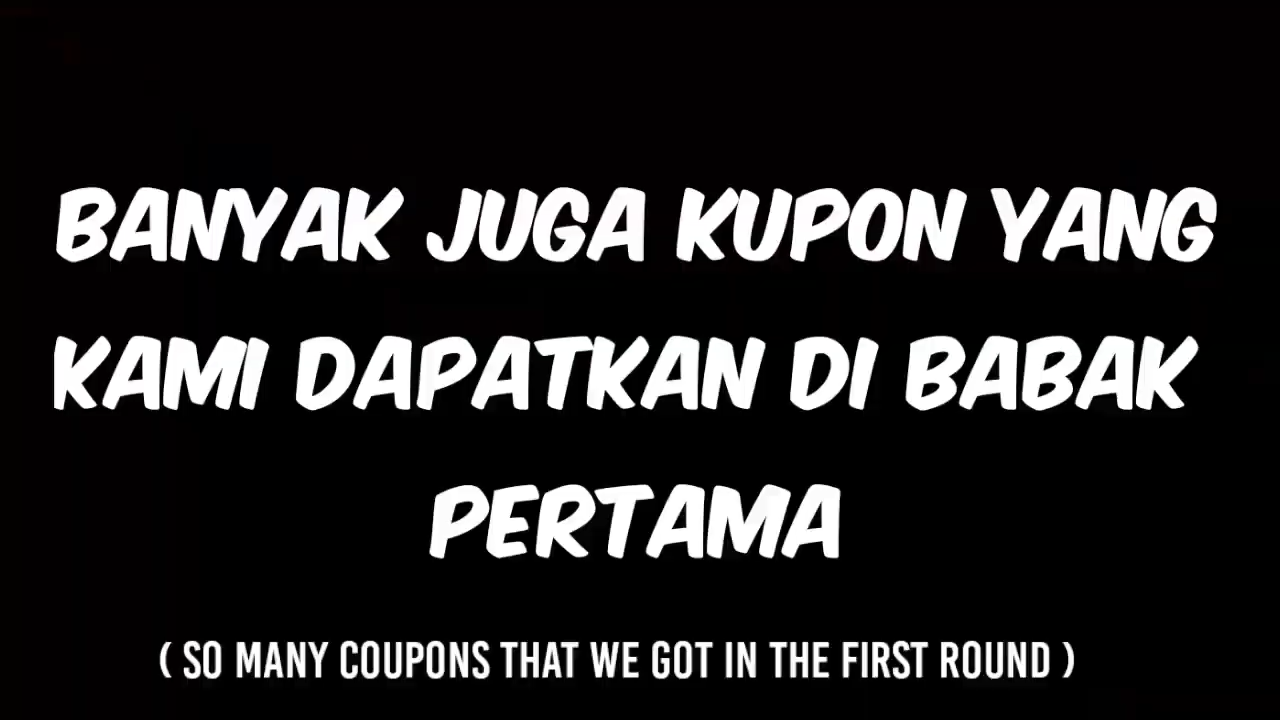 BANYAK JUGA KUPON YANG
KAMI DAPATKAN DI BABAK
PERTAMA
( SO MANY COUPONS THAT WE GOT IN THE FIRST ROUND )